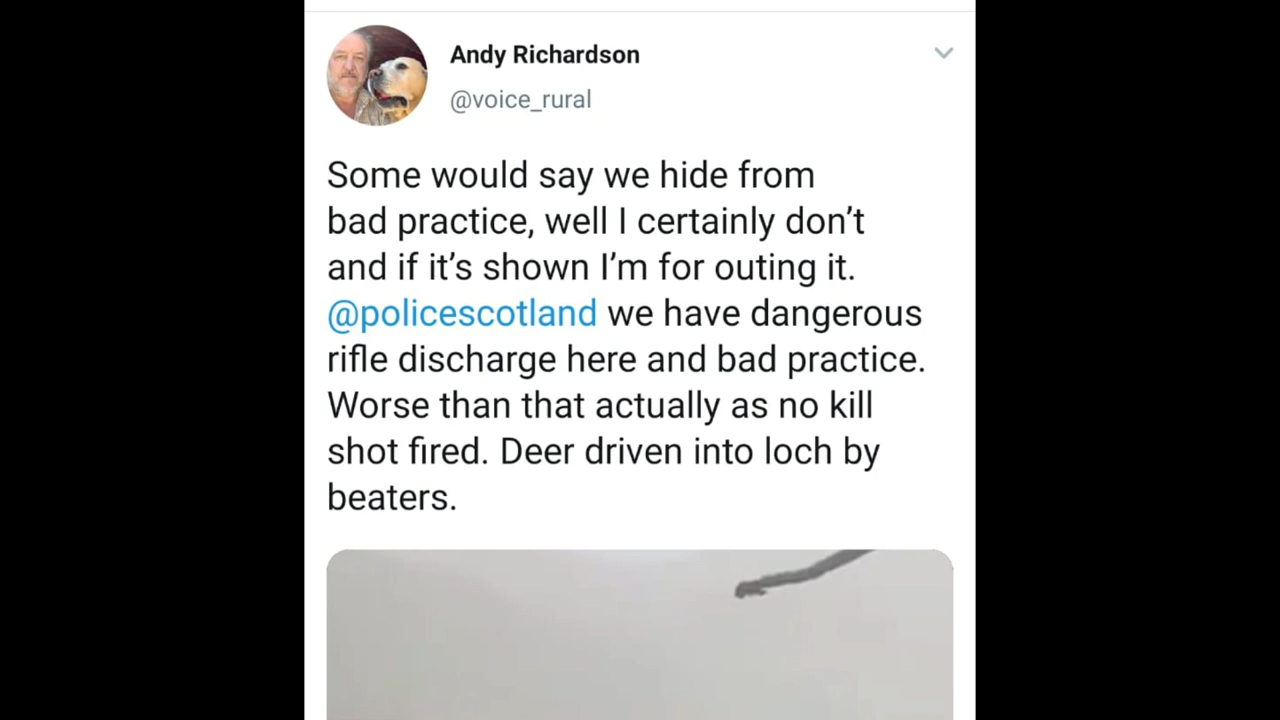 Andy Richardson
@voice_rural
Some would say we hide from
bad practice, well I certainly don’t
and if it’s shown I’m for outing it.
@policescotland we have dangerous
rifle discharge here and bad practice.
Worse than that actually as no kill
shot fired. Deer driven into loch by
beaters.